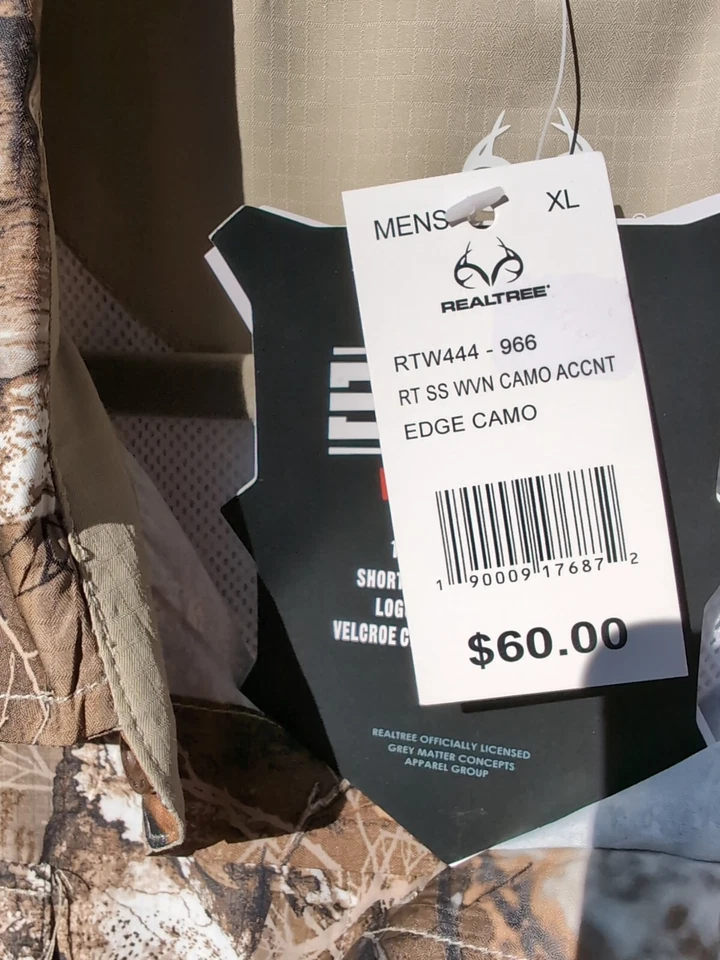 MENS XL
REALTREE
RTW444 - 966
RT SS WVN CAMO ACCNT
EDGE CAMO
1 90009 17687 2
$60.00
SHORT
LOG
VELCROE C
REALTREE OFFICIALLY LICENSED
GREY MATTER CONCEPTS
APPAREL GROUP